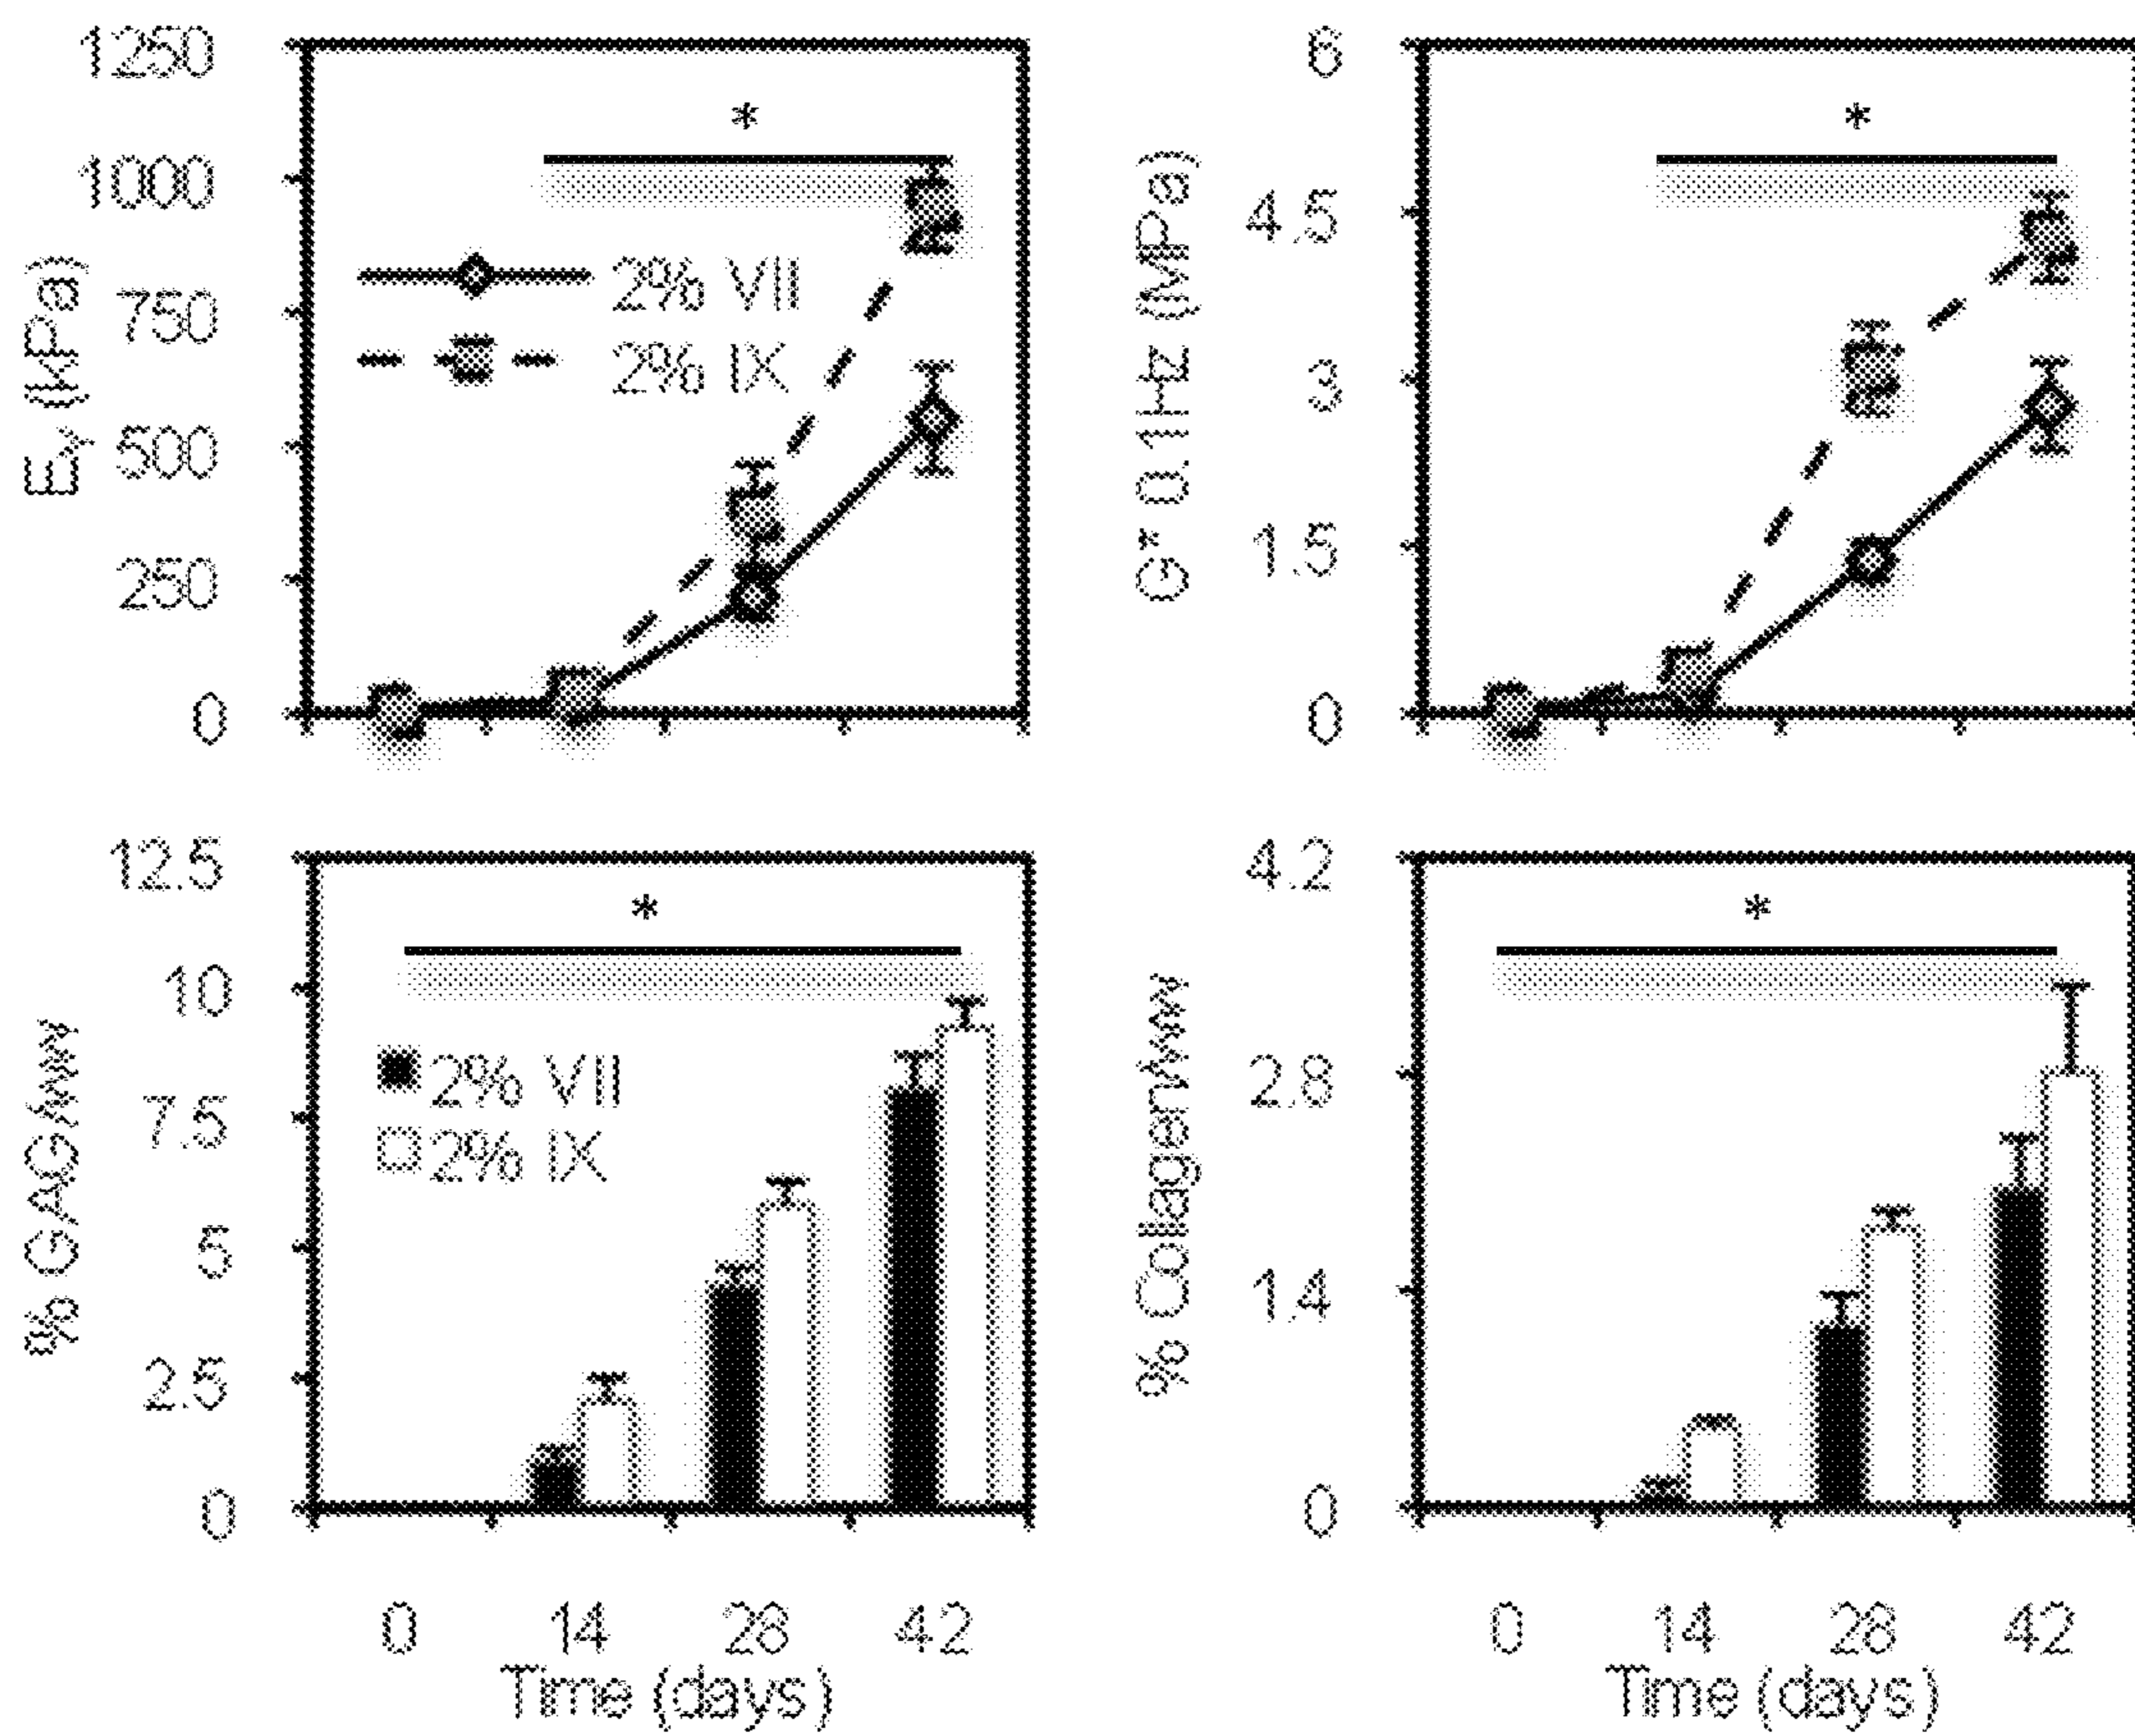 1250
1000
750
500
250
0
E_Y (kPa)
*
2% VII
2% IX
6
4.5
3
1.5
0
G* 0.1Hz (MPa)
*
12.5
10
7.5
5
2.5
0
% GAG/ww
*
2% VII
2% IX
0 14 28 42
Time (days)
4.2
2.8
1.4
0
% Collagen/ww
*
0 14 28 42
Time (days)